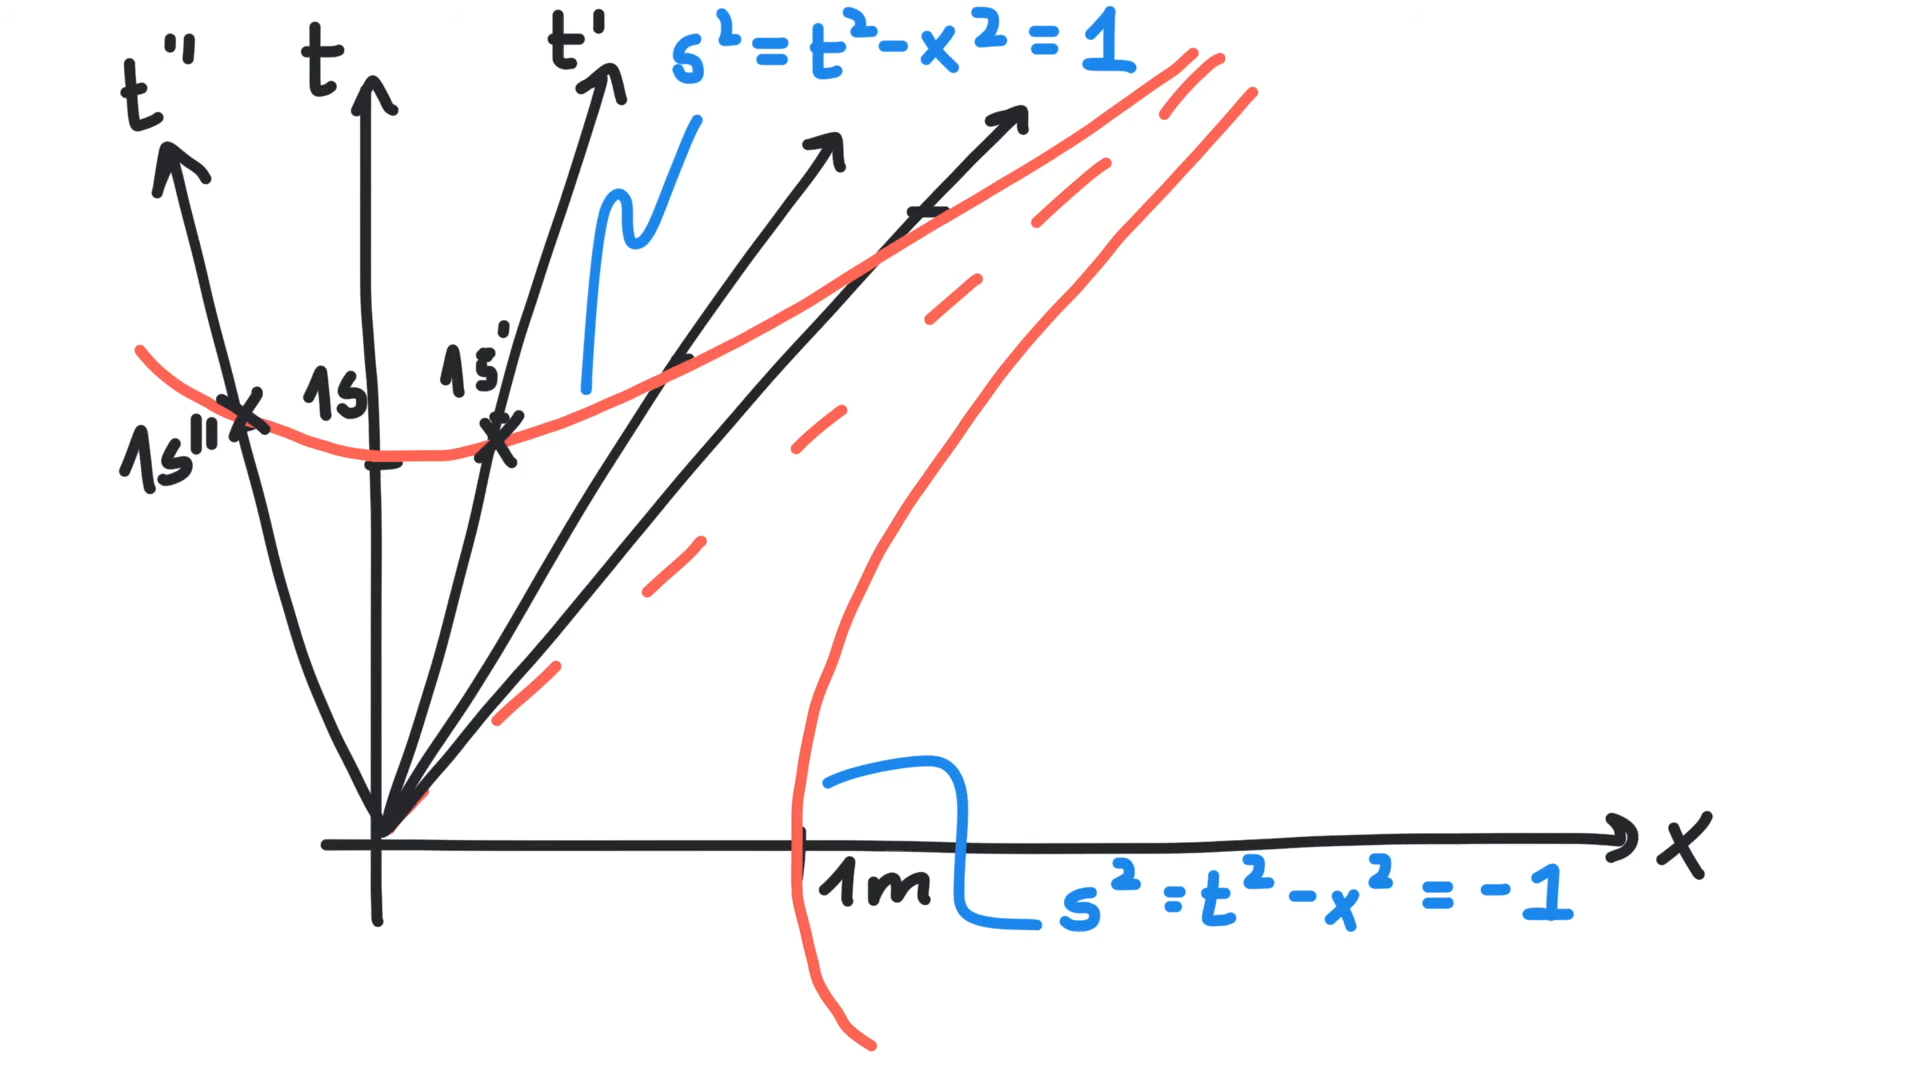 t''
t
t'
s² = t² - x² = 1
1s
1s'
1s''
1m
x
s² = t² - x² = -1